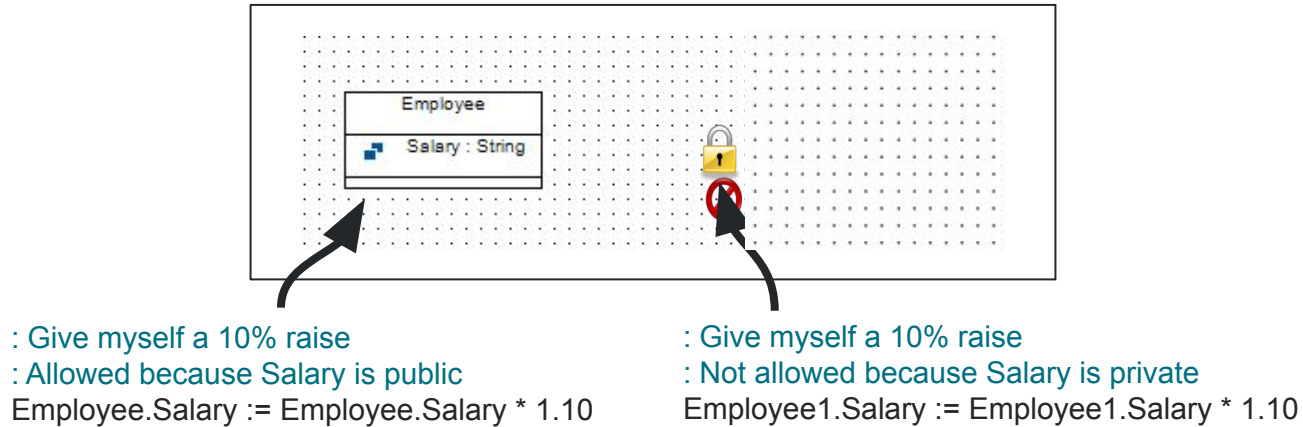 Employee
Salary : String
: Give myself a 10% raise
: Allowed because Salary is public
Employee.Salary := Employee.Salary * 1.10
: Give myself a 10% raise
: Not allowed because Salary is private
Employee1.Salary := Employee1.Salary * 1.10